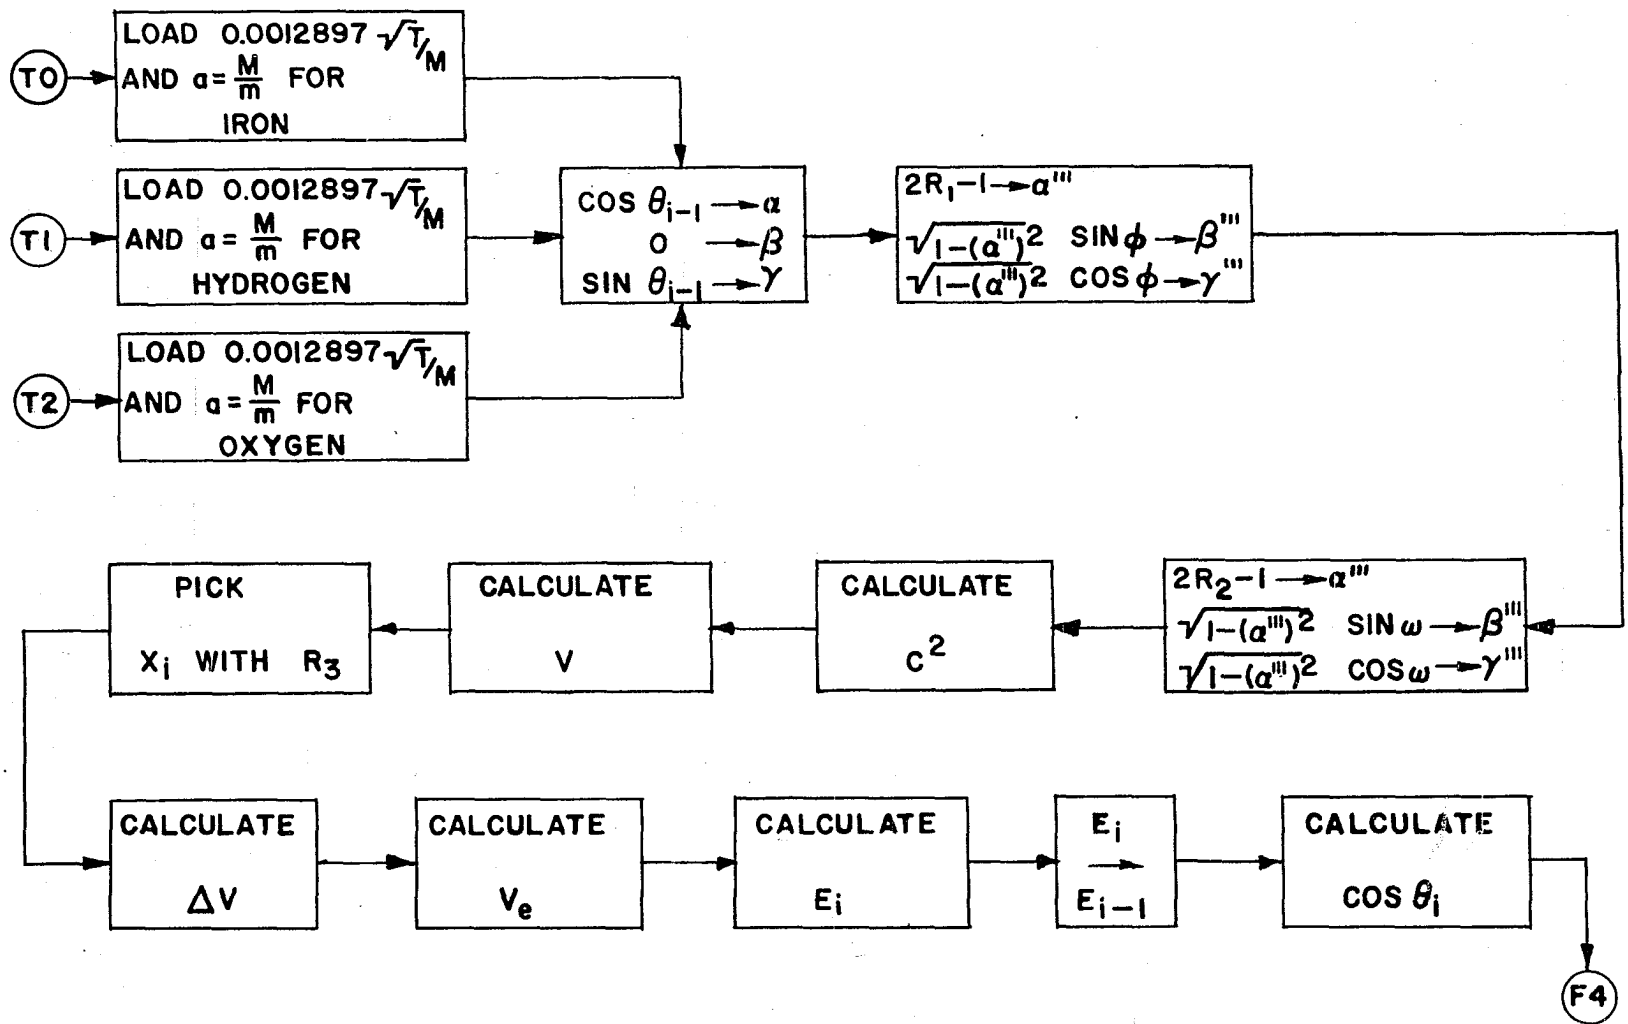 T0
LOAD 0.0012897 √T/M
AND a = M/m FOR
IRON
T1
LOAD 0.0012897 √T/M
AND a = M/m FOR
HYDROGEN
T2
LOAD 0.0012897 √T/M
AND a = M/m FOR
OXYGEN
COS θi-1 → α
0 → β
SIN θi-1 → γ
2R1-1 → α'''
√1-(α''')2 SIN φ → β'''
√1-(α''')2 COS φ → γ'''
2R2-1 → α'''
√1-(α''')2 SIN ω → β'''
√1-(α''')2 COS ω → γ'''
CALCULATE
C2
CALCULATE
V
PICK
Xi WITH R3
CALCULATE
ΔV
CALCULATE
Ve
CALCULATE
Ei
Ei
→
Ei-1
CALCULATE
COS θi
F4